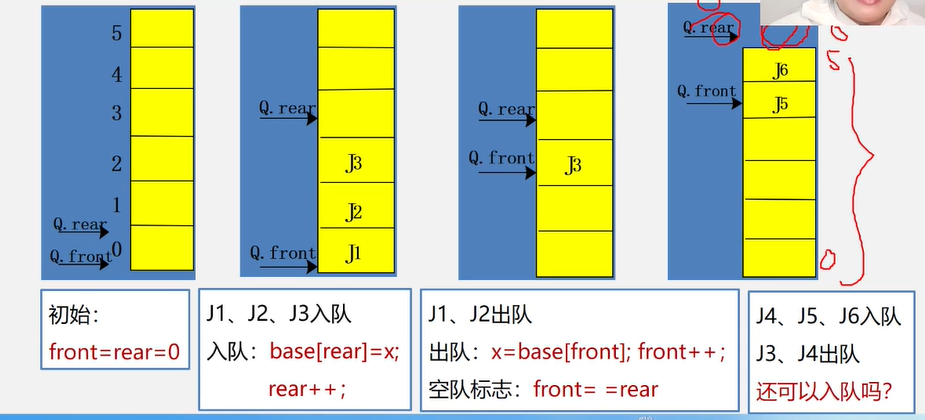 5
4
3
2
1
0
Q.rear
Q.front
Q.rear
J3
J2
Q.front
J1
Q.rear
Q.front
J3
Q.rear
J6
Q.front
J5
5
0
初始:
front=rear=0
J1、J2、J3入队
入队: base[rear]=x;
rear++;
J1、J2出队
出队: x=base[front]; front++;
空队标志: front= =rear
J4、J5、J6入队
J3、J4出队
还可以入队吗?